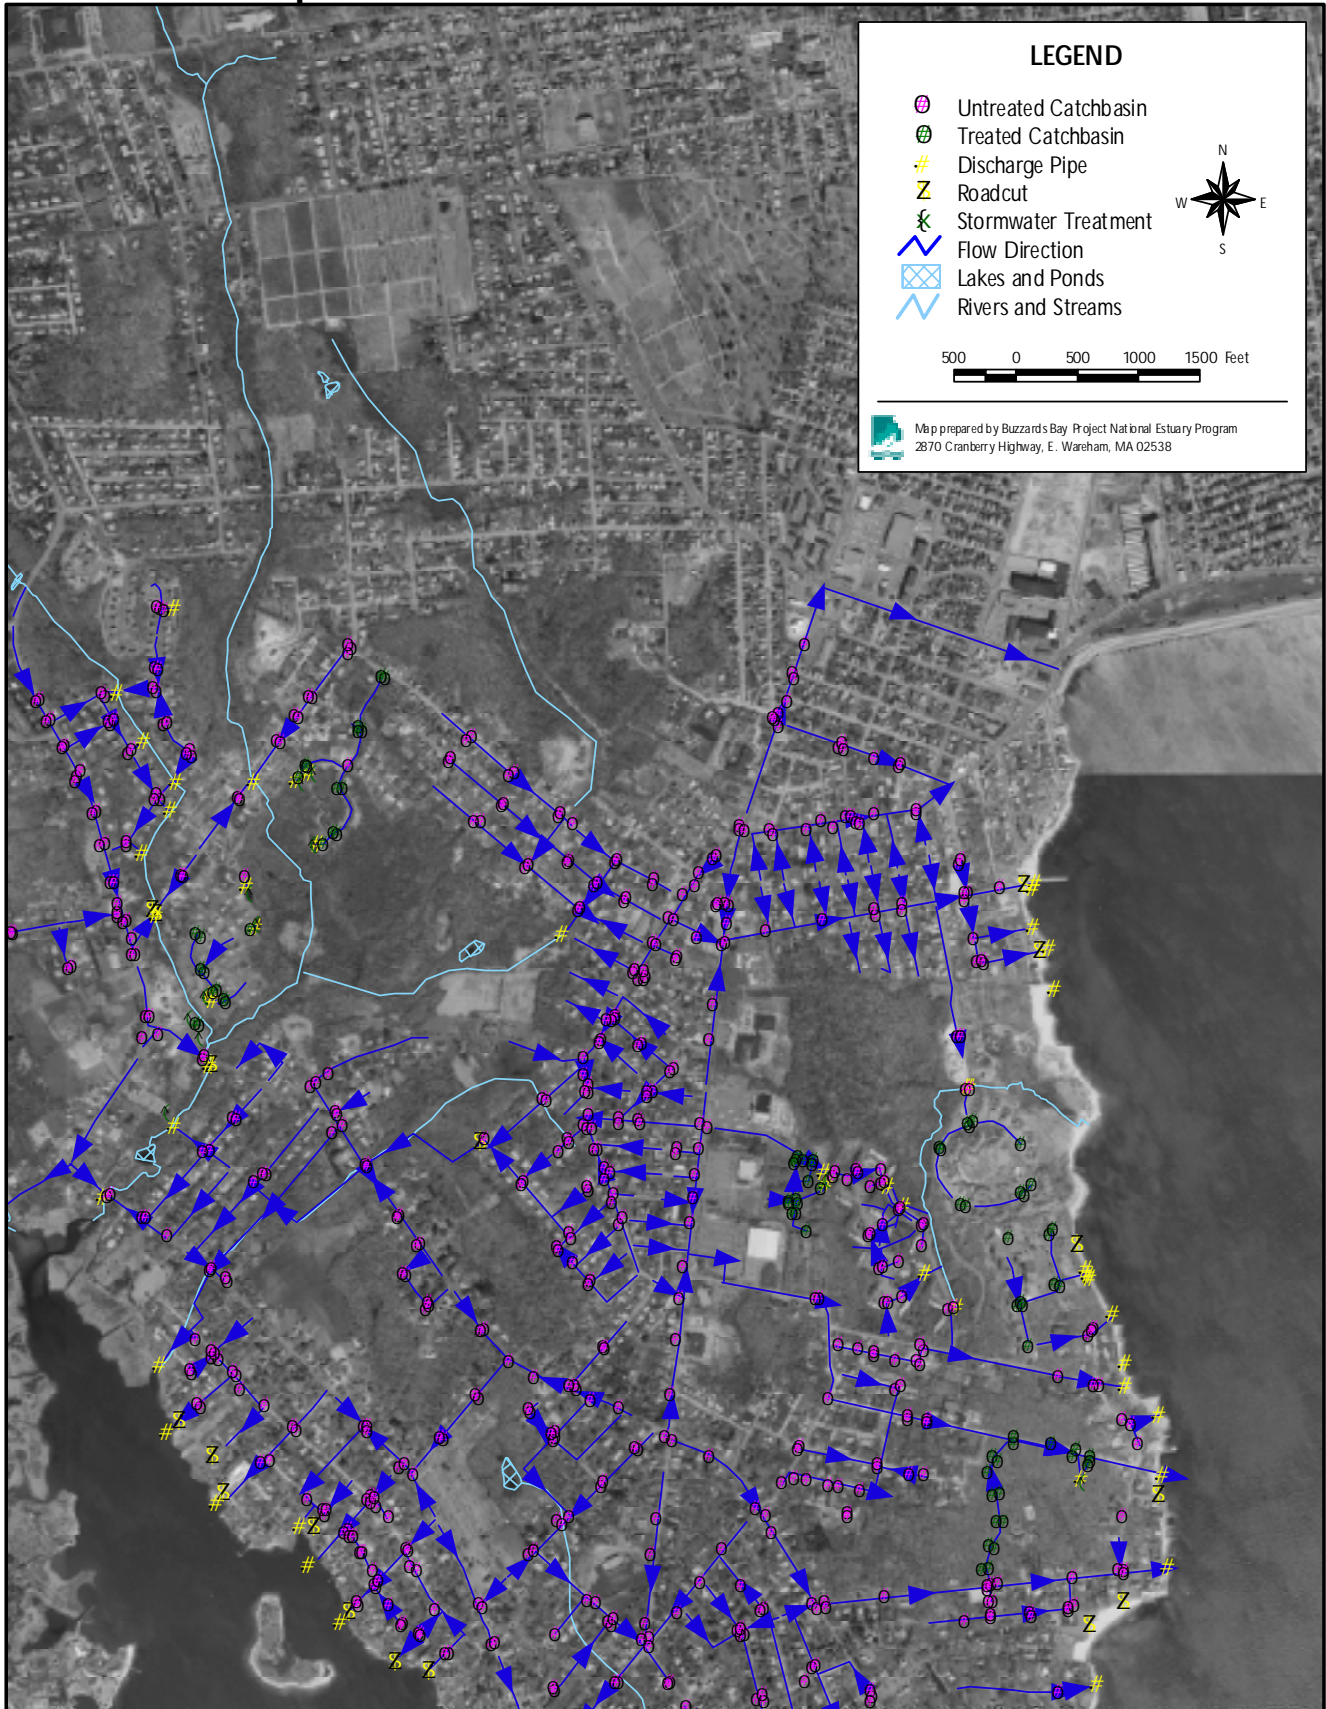 LEGEND
Untreated Catchbasin
Treated Catchbasin
Discharge Pipe
Roadcut
Stormwater Treatment
Flow Direction
Lakes and Ponds
Rivers and Streams
N
W E
S
500 0 500 1000 1500 Feet
Map prepared by Buzzards Bay Project National Estuary Program
2870 Cranberry Highway, E. Wareham, MA 02538